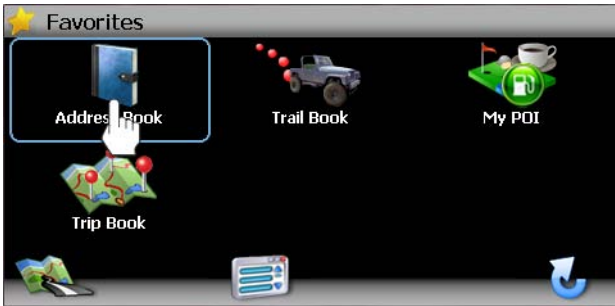 Favorites
Address Book
Trail Book
My POI
Trip Book